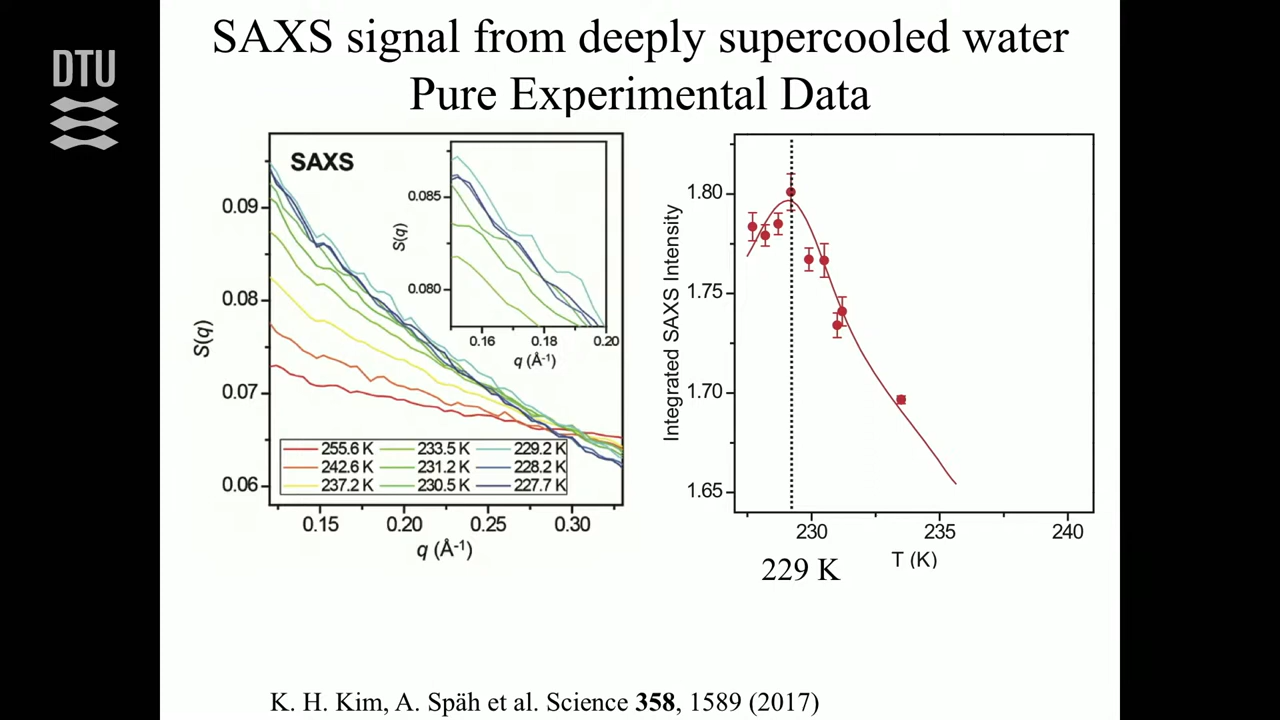 SAXS signal from deeply supercooled water
Pure Experimental Data
DTU
SAXS
0.09
0.08
0.07
0.06
S(q)
0.15
0.20
0.25
0.30
q (Å-1)
0.085
0.080
S(q)
0.16
0.18
0.20
q (Å-1)
255.6 K 233.5 K 229.2 K
242.6 K 231.2 K 228.2 K
237.2 K 230.5 K 227.7 K
1.80
1.75
1.70
1.65
Integrated SAXS Intensity
230
235
240
T (K)
229 K
K. H. Kim, A. Späh et al. Science 358, 1589 (2017)